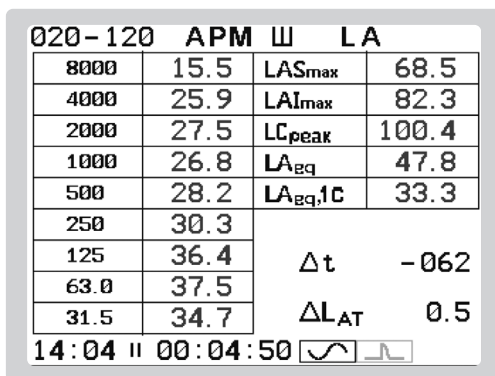 020-120 АРМ Ш LA
8000 15.5 LASmax 68.5
4000 25.9 LAImax 82.3
2000 27.5 LCpeak 100.4
1000 26.8 LAeq 47.8
500 28.2 LAeq,1С 33.3
250 30.3
125 36.4 Δt -062
63.0 37.5
31.5 34.7 ΔLAT 0.5
14:04 II 00:04:50